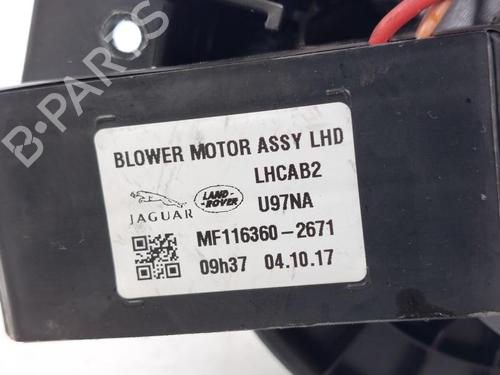 B-PARTS
BLOWER MOTOR ASSY LHD
LHCAB2
JAGUAR
LAND-
ROVER
U97NA
MF116360-2671
09h37 04.10.17